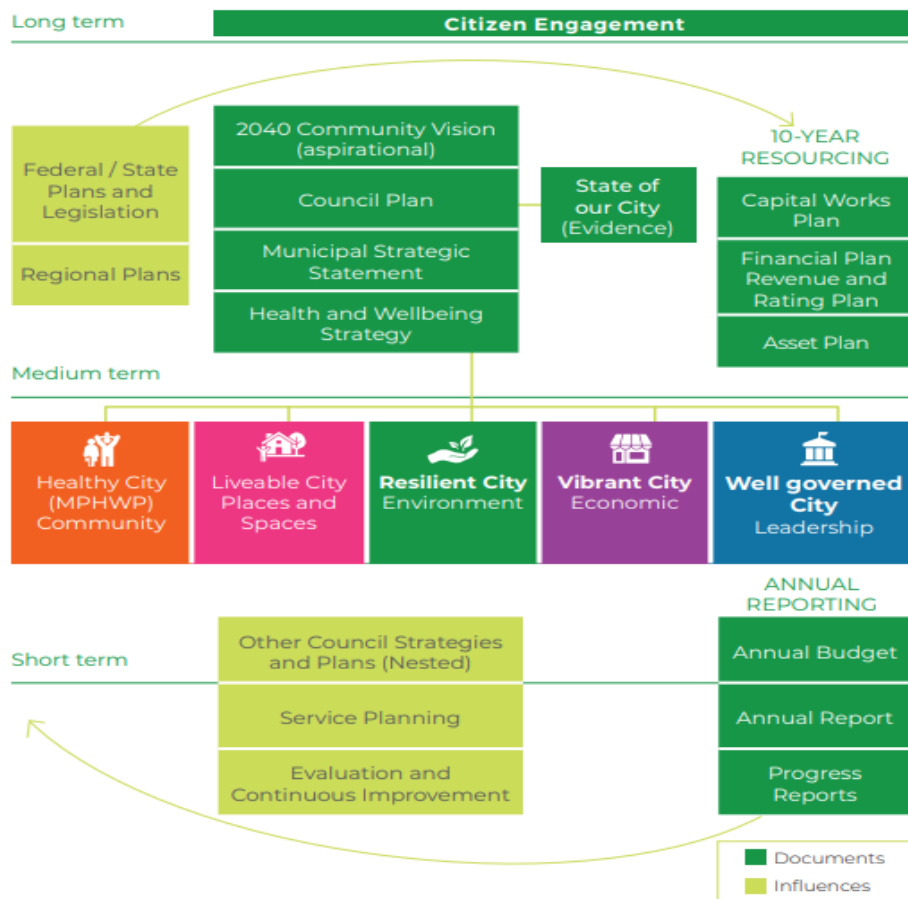 Long term
Citizen Engagement
Federal / State
Plans and
Legislation
Regional Plans
2040 Community Vision
(aspirational)
Council Plan
Municipal Strategic
Statement
Health and Wellbeing
Strategy
State of
our City
(Evidence)
10-YEAR
RESOURCING
Capital Works
Plan
Financial Plan
Revenue and
Rating Plan
Asset Plan
Medium term
Healthy City
(MPHWP)
Community
Liveable City
Places and
Spaces
Resilient City
Environment
Vibrant City
Economic
Well governed
City
Leadership
Short term
Other Council Strategies
and Plans (Nested)
Service Planning
Evaluation and
Continuous Improvement
ANNUAL
REPORTING
Annual Budget
Annual Report
Progress
Reports
Documents
Influences